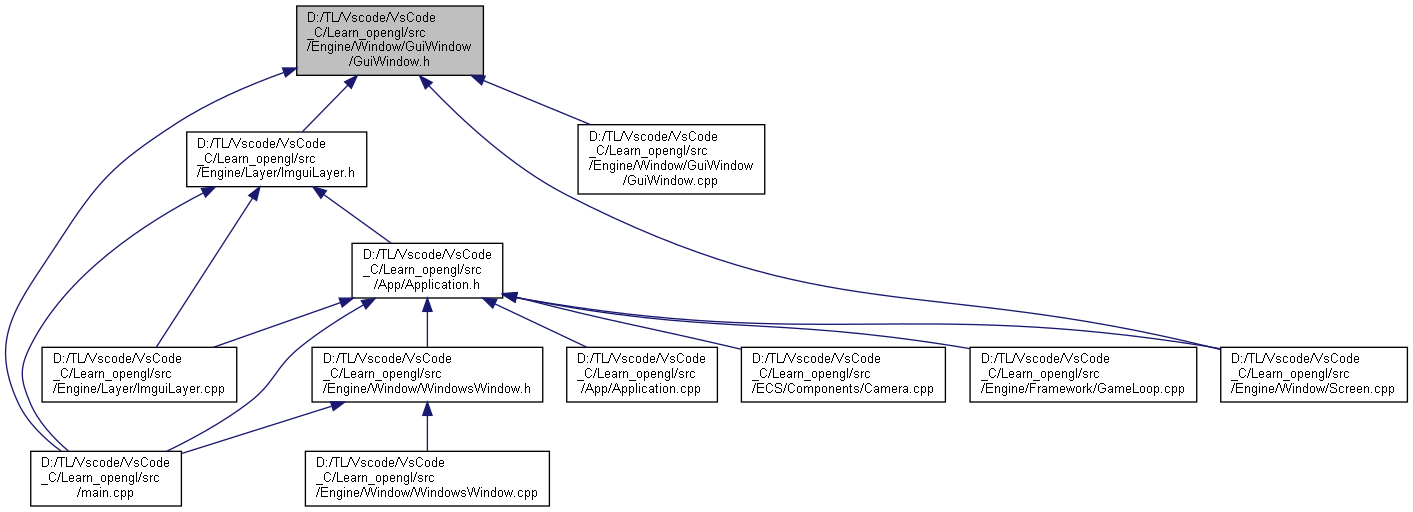 D:/TL/Vscode/VsCode
_C/Learn_opengl/src
/Engine/Window/GuiWindow
/GuiWindow.h
D:/TL/Vscode/VsCode
_C/Learn_opengl/src
/Engine/Layer/ImguiLayer.h
D:/TL/Vscode/VsCode
_C/Learn_opengl/src
/Engine/Window/GuiWindow
/GuiWindow.cpp
D:/TL/Vscode/VsCode
_C/Learn_opengl/src
/App/Application.h
D:/TL/Vscode/VsCode
_C/Learn_opengl/src
/Engine/Layer/ImguiLayer.cpp
D:/TL/Vscode/VsCode
_C/Learn_opengl/src
/Engine/Window/WindowsWindow.h
D:/TL/Vscode/VsCode
_C/Learn_opengl/src
/App/Application.cpp
D:/TL/Vscode/VsCode
_C/Learn_opengl/src
/ECS/Components/Camera.cpp
D:/TL/Vscode/VsCode
_C/Learn_opengl/src
/Engine/Framework/GameLoop.cpp
D:/TL/Vscode/VsCode
_C/Learn_opengl/src
/Engine/Window/Screen.cpp
D:/TL/Vscode/VsCode
_C/Learn_opengl/src
/main.cpp
D:/TL/Vscode/VsCode
_C/Learn_opengl/src
/Engine/Window/WindowsWindow.cpp